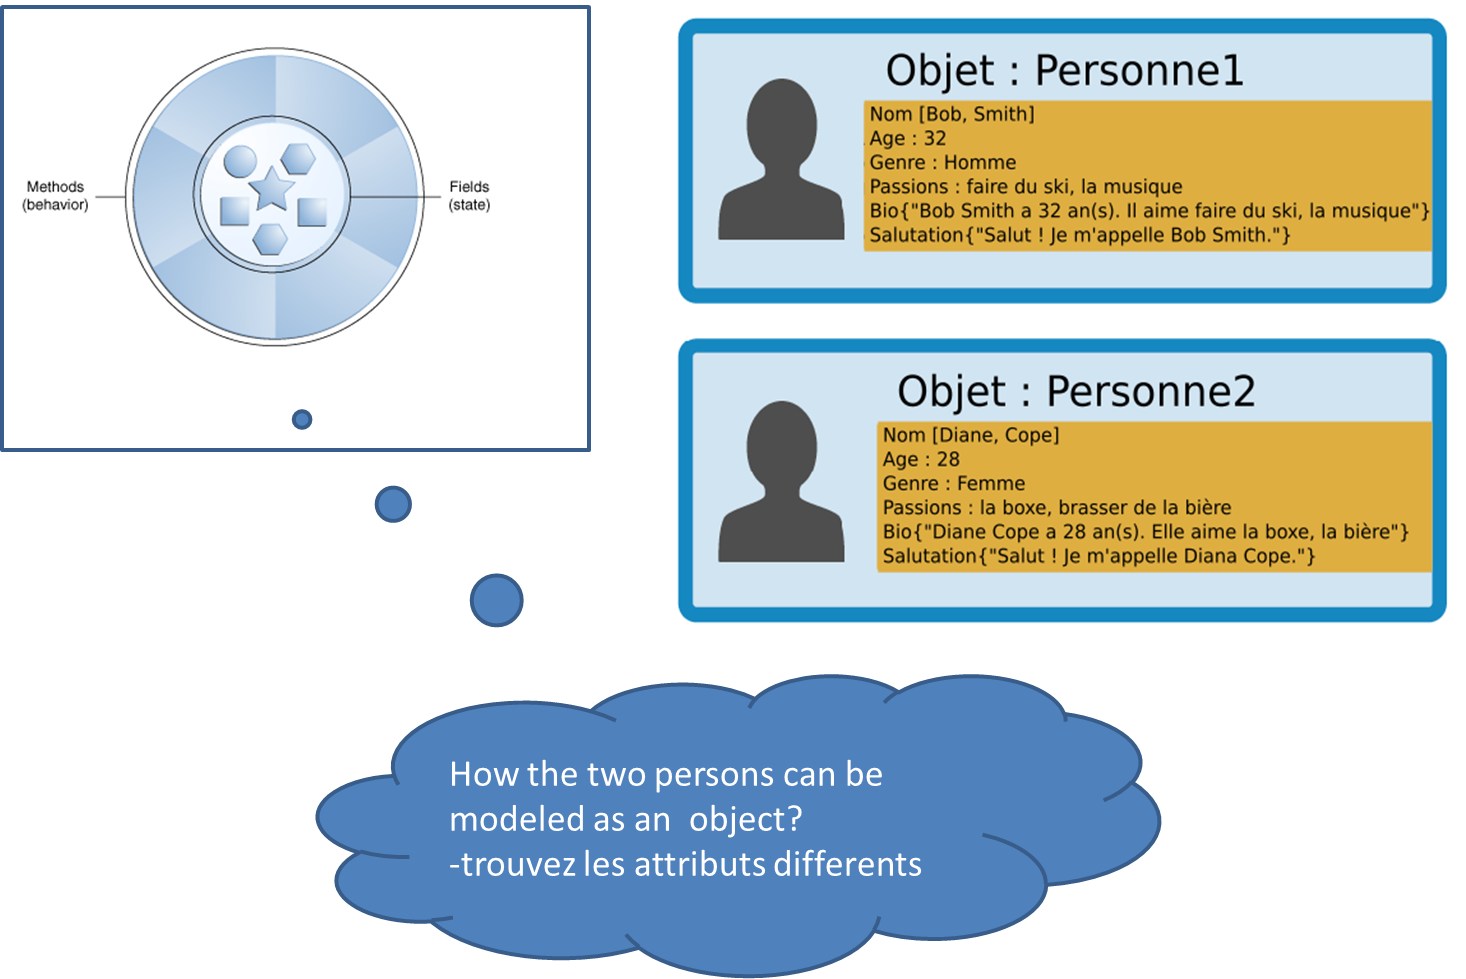 Methods
(behavior)
Fields
(state)
Objet : Personne1
Nom [Bob, Smith]
Age : 32
Genre : Homme
Passions : faire du ski, la musique
Bio{"Bob Smith a 32 an(s). Il aime faire du ski, la musique"}
Salutation{"Salut ! Je m'appelle Bob Smith."}
Objet : Personne2
Nom [Diane, Cope]
Age : 28
Genre : Femme
Passions : la boxe, brasser de la bière
Bio{"Diane Cope a 28 an(s). Elle aime la boxe, la bière"}
Salutation{"Salut ! Je m'appelle Diana Cope."}
How the two persons can be
modeled as an  object?
-trouvez les attributs differents